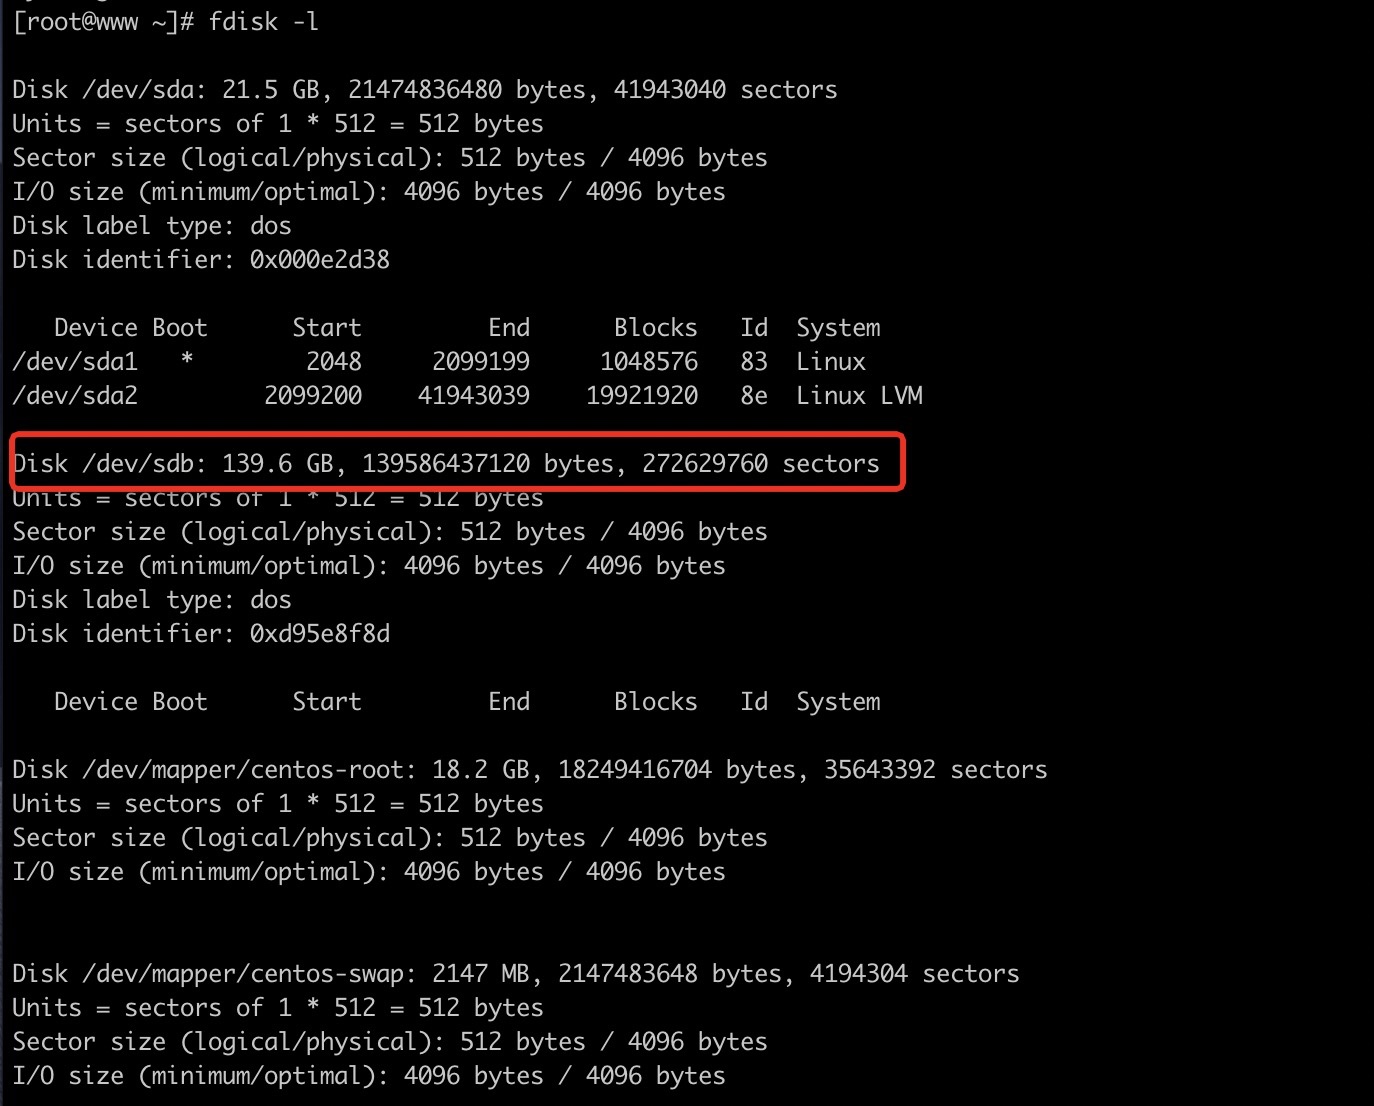 [root@www ~]# fdisk -l
Disk /dev/sda: 21.5 GB, 21474836480 bytes, 41943040 sectors
Units = sectors of 1 * 512 = 512 bytes
Sector size (logical/physical): 512 bytes / 4096 bytes
I/O size (minimum/optimal): 4096 bytes / 4096 bytes
Disk label type: dos
Disk identifier: 0x000e2d38
Device Boot Start End Blocks Id System
/dev/sda1 * 2048 2099199 1048576 83 Linux
/dev/sda2 2099200 41943039 19921920 8e Linux LVM
Disk /dev/sdb: 139.6 GB, 139586437120 bytes, 272629760 sectors
Units = sectors of 1 * 512 = 512 bytes
Sector size (logical/physical): 512 bytes / 4096 bytes
I/O size (minimum/optimal): 4096 bytes / 4096 bytes
Disk label type: dos
Disk identifier: 0xd95e8f8d
Device Boot Start End Blocks Id System
Disk /dev/mapper/centos-root: 18.2 GB, 18249416704 bytes, 35643392 sectors
Units = sectors of 1 * 512 = 512 bytes
Sector size (logical/physical): 512 bytes / 4096 bytes
I/O size (minimum/optimal): 4096 bytes / 4096 bytes
Disk /dev/mapper/centos-swap: 2147 MB, 2147483648 bytes, 4194304 sectors
Units = sectors of 1 * 512 = 512 bytes
Sector size (logical/physical): 512 bytes / 4096 bytes
I/O size (minimum/optimal): 4096 bytes / 4096 bytes